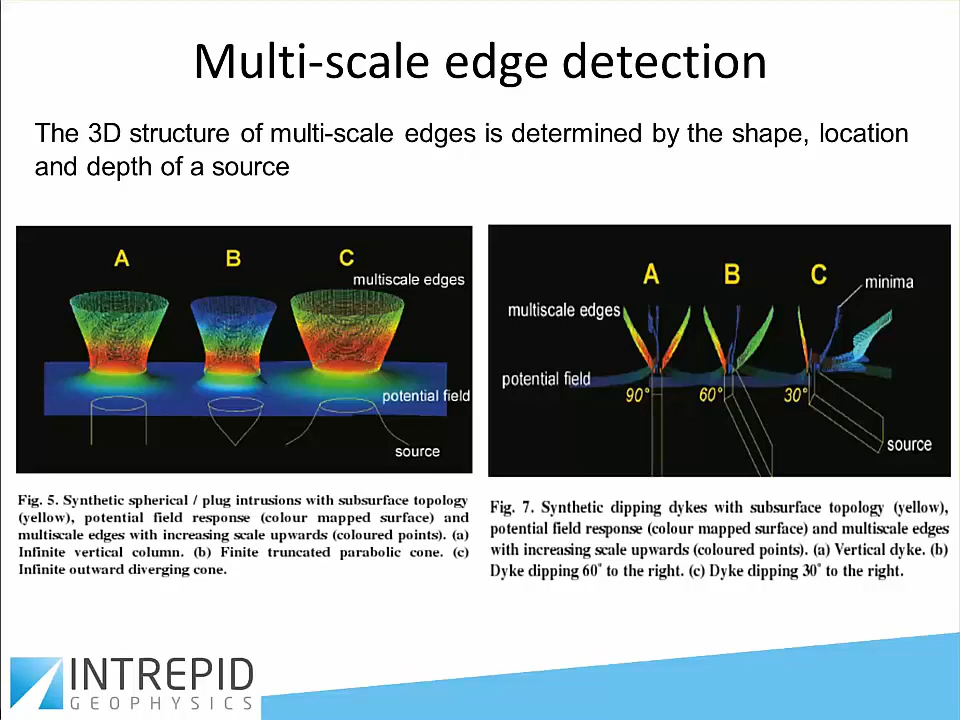 Multi-scale edge detection
The 3D structure of multi-scale edges is determined by the shape, location
and depth of a source
A B C
multiscale edges
potential field
source
A B C
minima
multiscale edges
potential field
90° 60° 30°
source
Fig. 5. Synthetic spherical / plug intrusions with subsurface topology
(yellow), potential field response (colour mapped surface) and
multiscale edges with increasing scale upwards (coloured points). (a)
Infinite vertical column. (b) Finite truncated parabolic cone. (c)
Infinite outward diverging cone.
Fig. 7. Synthetic dipping dykes with subsurface topology (yellow),
potential field response (colour mapped surface) and multiscale edges
with increasing scale upwards (coloured points). (a) Vertical dyke. (b)
Dyke dipping 60° to the right. (c) Dyke dipping 30° to the right.
INTREPID
GEOPHYSICS